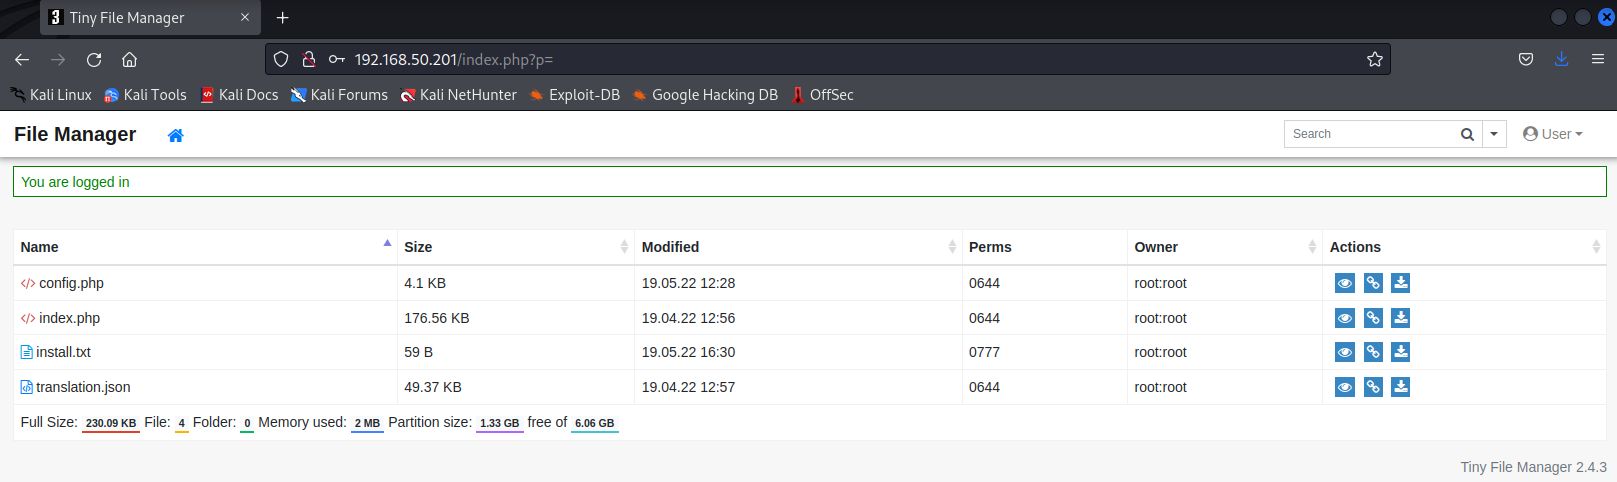 Tiny File Manager
192.168.50.201/index.php?p=
Kali Linux Kali Tools Kali Docs Kali Forums Kali NetHunter Exploit-DB Google Hacking DB OffSec
File Manager Search User
You are logged in
Name Size Modified Perms Owner Actions
config.php 4.1 KB 19.05.22 12:28 0644 root:root
index.php 176.56 KB 19.04.22 12:56 0644 root:root
install.txt 59 B 19.05.22 16:30 0777 root:root
translation.json 49.37 KB 19.04.22 12:57 0644 root:root
Full Size: 230.09 KB File: 4 Folder: 0 Memory used: 2 MB Partition size: 1.33 GB free of 6.06 GB
Tiny File Manager 2.4.3